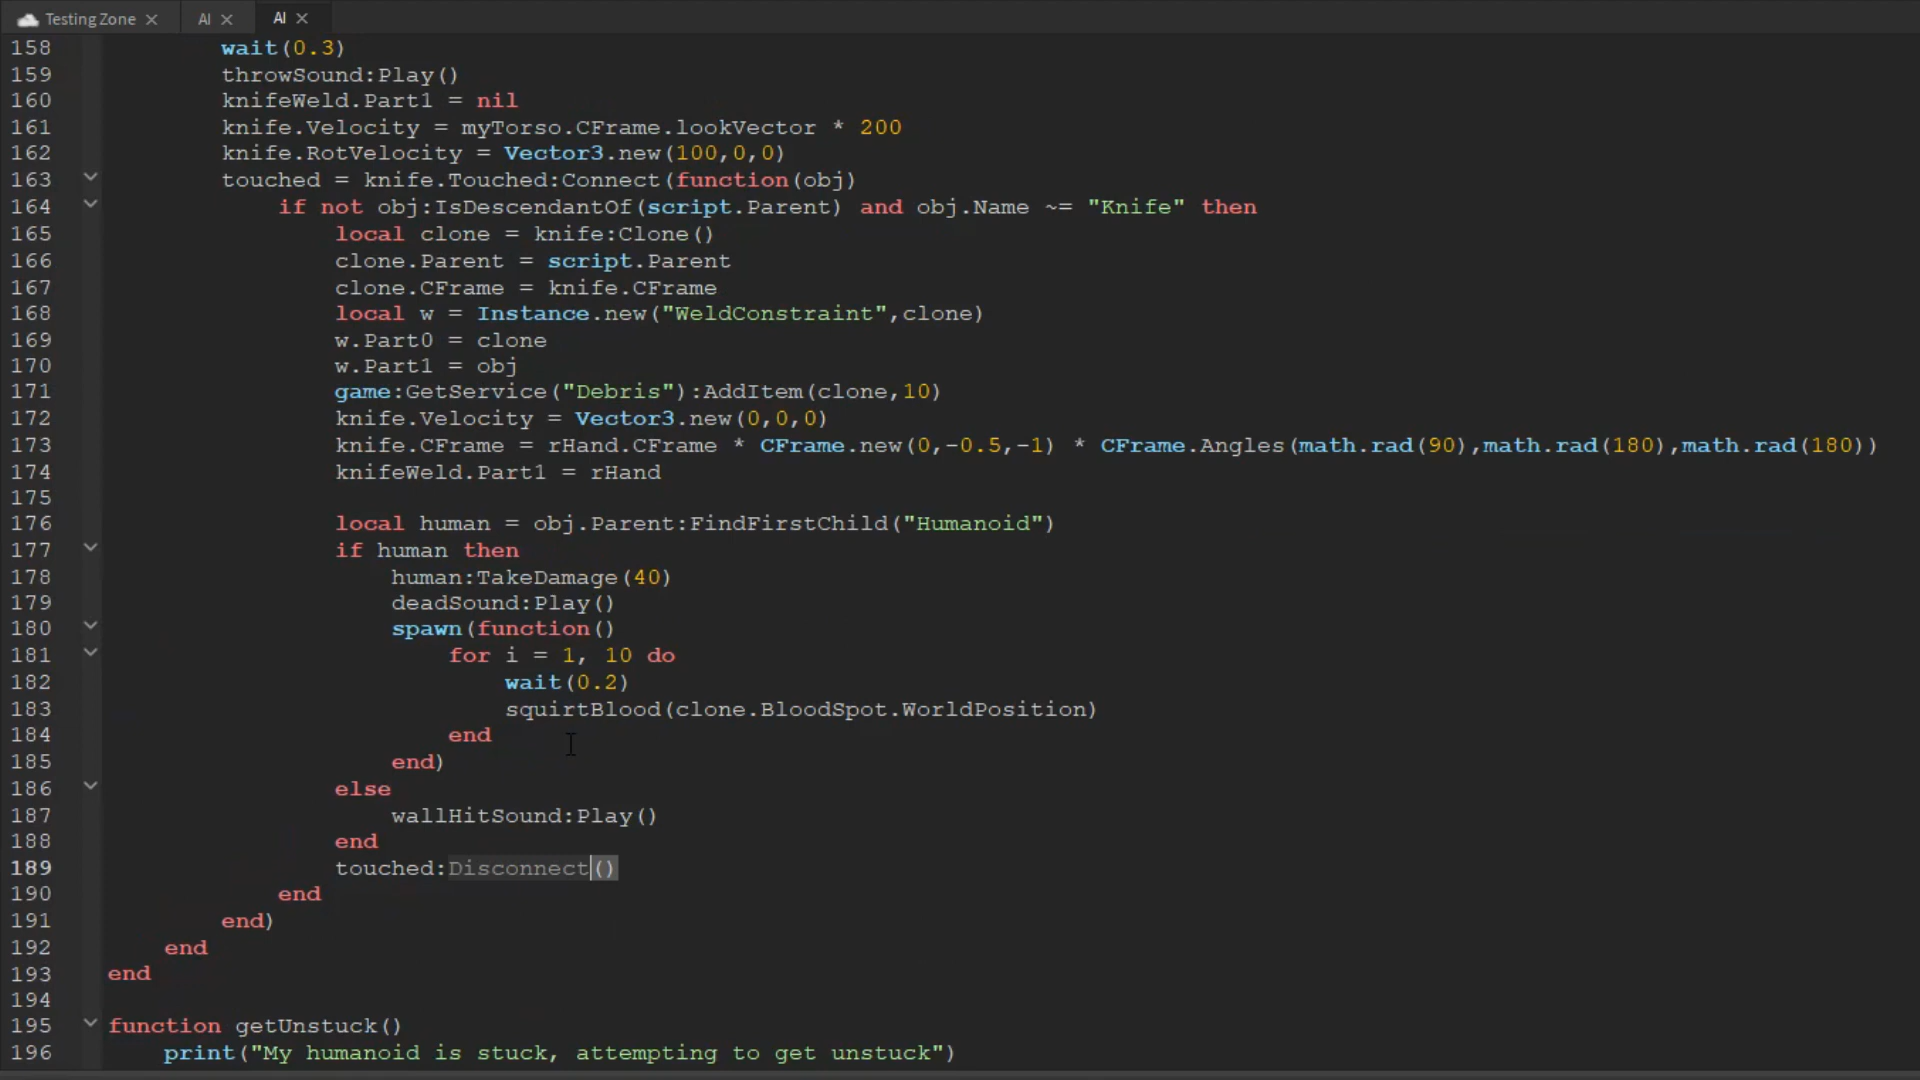 Testing Zone AI AI
158 wait(0.3)
159 throwSound:Play()
160 knifeWeld.Part1 = nil
161 knife.Velocity = myTorso.CFrame.lookVector * 200
162 knife.RotVelocity = Vector3.new(100,0,0)
163 touched = knife.Touched:Connect(function(obj)
164 if not obj:IsDescendantOf(script.Parent) and obj.Name ~= "Knife" then
165 local clone = knife:Clone()
166 clone.Parent = script.Parent
167 clone.CFrame = knife.CFrame
168 local w = Instance.new("WeldConstraint",clone)
169 w.Part0 = clone
170 w.Part1 = obj
171 game:GetService("Debris"):AddItem(clone,10)
172 knife.Velocity = Vector3.new(0,0,0)
173 knife.CFrame = rHand.CFrame * CFrame.new(0,-0.5,-1) * CFrame.Angles(math.rad(90),math.rad(180),math.rad(180))
174 knifeWeld.Part1 = rHand
175
176 local human = obj.Parent:FindFirstChild("Humanoid")
177 if human then
178 human:TakeDamage(40)
179 deadSound:Play()
180 spawn(function()
181 for i = 1, 10 do
182 wait(0.2)
183 squirtBlood(clone.BloodSpot.WorldPosition)
184 end
185 end)
186 else
187 wallHitSound:Play()
188 end
189 touched:Disconnect()
190 end
191 end)
192 end
193 end
194
195 function getUnstuck()
196 print("My humanoid is stuck, attempting to get unstuck")